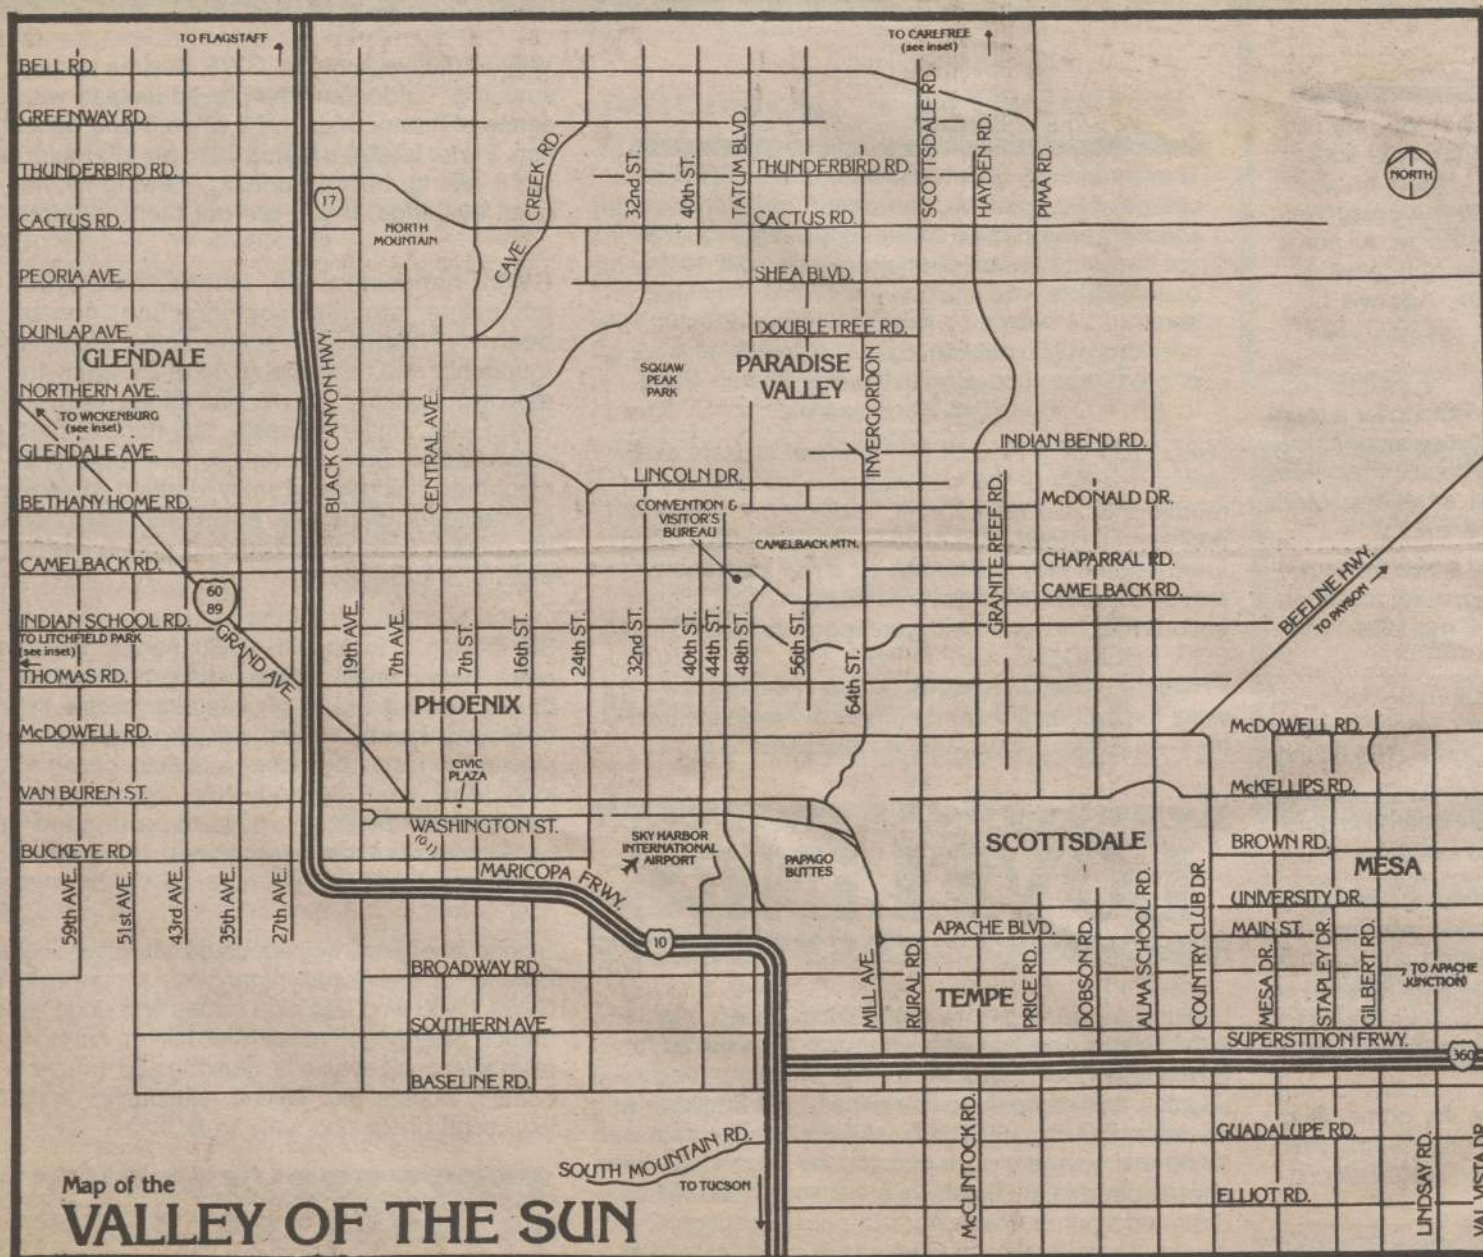 TO FLAGSTAFF
TO CAREFREE
(see inset)
BELL RD.
GREENWAY RD.
THUNDERBIRD RD.
CACTUS RD.
PEORIA AVE.
DUNLAP AVE.
GLENDALE
NORTHERN AVE.
TO WICKENBURG
(see inset)
GLENDALE AVE.
BETHANY HOME RD.
CAMELBACK RD.
60
89
INDIAN SCHOOL RD.
TO LITCHFIELD PARK
(see inset)
THOMAS RD.
McDOWELL RD.
VAN BUREN ST.
BUCKEYE RD
59th AVE.
51st AVE.
43rd AVE.
35th AVE.
27th AVE.
GRAND AVE.
17
BLACK CANYON HWY.
NORTH
MOUNTAIN
CAVE CREEK RD.
CENTRAL AVE.
32nd ST.
40th ST.
TATUM BLVD.
THUNDERBIRD RD.
CACTUS RD.
SHEA BLVD.
DOUBLETREE RD.
SCOTTSDALE RD.
HAYDEN RD.
PIMA RD.
NORTH
SQUAW
PEAK
PARK
PARADISE
VALLEY
INVERGORDON
INDIAN BEND RD.
LINCOLN DR.
McDONALD DR.
CONVENTION &
VISITOR'S
BUREAU
CAMELBACK MTN.
GRANITE REEF RD.
CHAPARRAL RD.
CAMELBACK RD.
BEELINE HWY.
TO PAYSON
19th AVE.
7th AVE.
7th ST.
16th ST.
24th ST.
32nd ST.
40th ST.
44th ST.
48th ST.
56th ST.
64th ST.
PHOENIX
CIVIC
PLAZA
WASHINGTON ST.
(0,1)
MARICOPA FRWY.
SKY HARBOR
INTERNATIONAL
AIRPORT
PAPAGO
BUTTES
SCOTTSDALE
McDOWELL RD.
McKELLIPS RD.
BROWN RD.
MESA
UNIVERSITY DR.
MAIN ST.
APACHE BLVD.
10
BROADWAY RD.
SOUTHERN AVE.
BASELINE RD.
MILL AVE.
RURAL RD.
TEMPE
PRICE RD.
DOBSON RD.
ALMA SCHOOL RD.
COUNTRY CLUB DR.
MESA DR.
STAPLEY DR.
GILBERT RD.
TO APACHE
JUNCTION)
SUPERSTITION FRWY.
360
SOUTH MOUNTAIN RD.
TO TUCSON
McCLINTOCK RD.
GUADALUPE RD.
ELLIOT RD.
LINDSAY RD.
VAL VISTA DR.
Map of the
VALLEY OF THE SUN